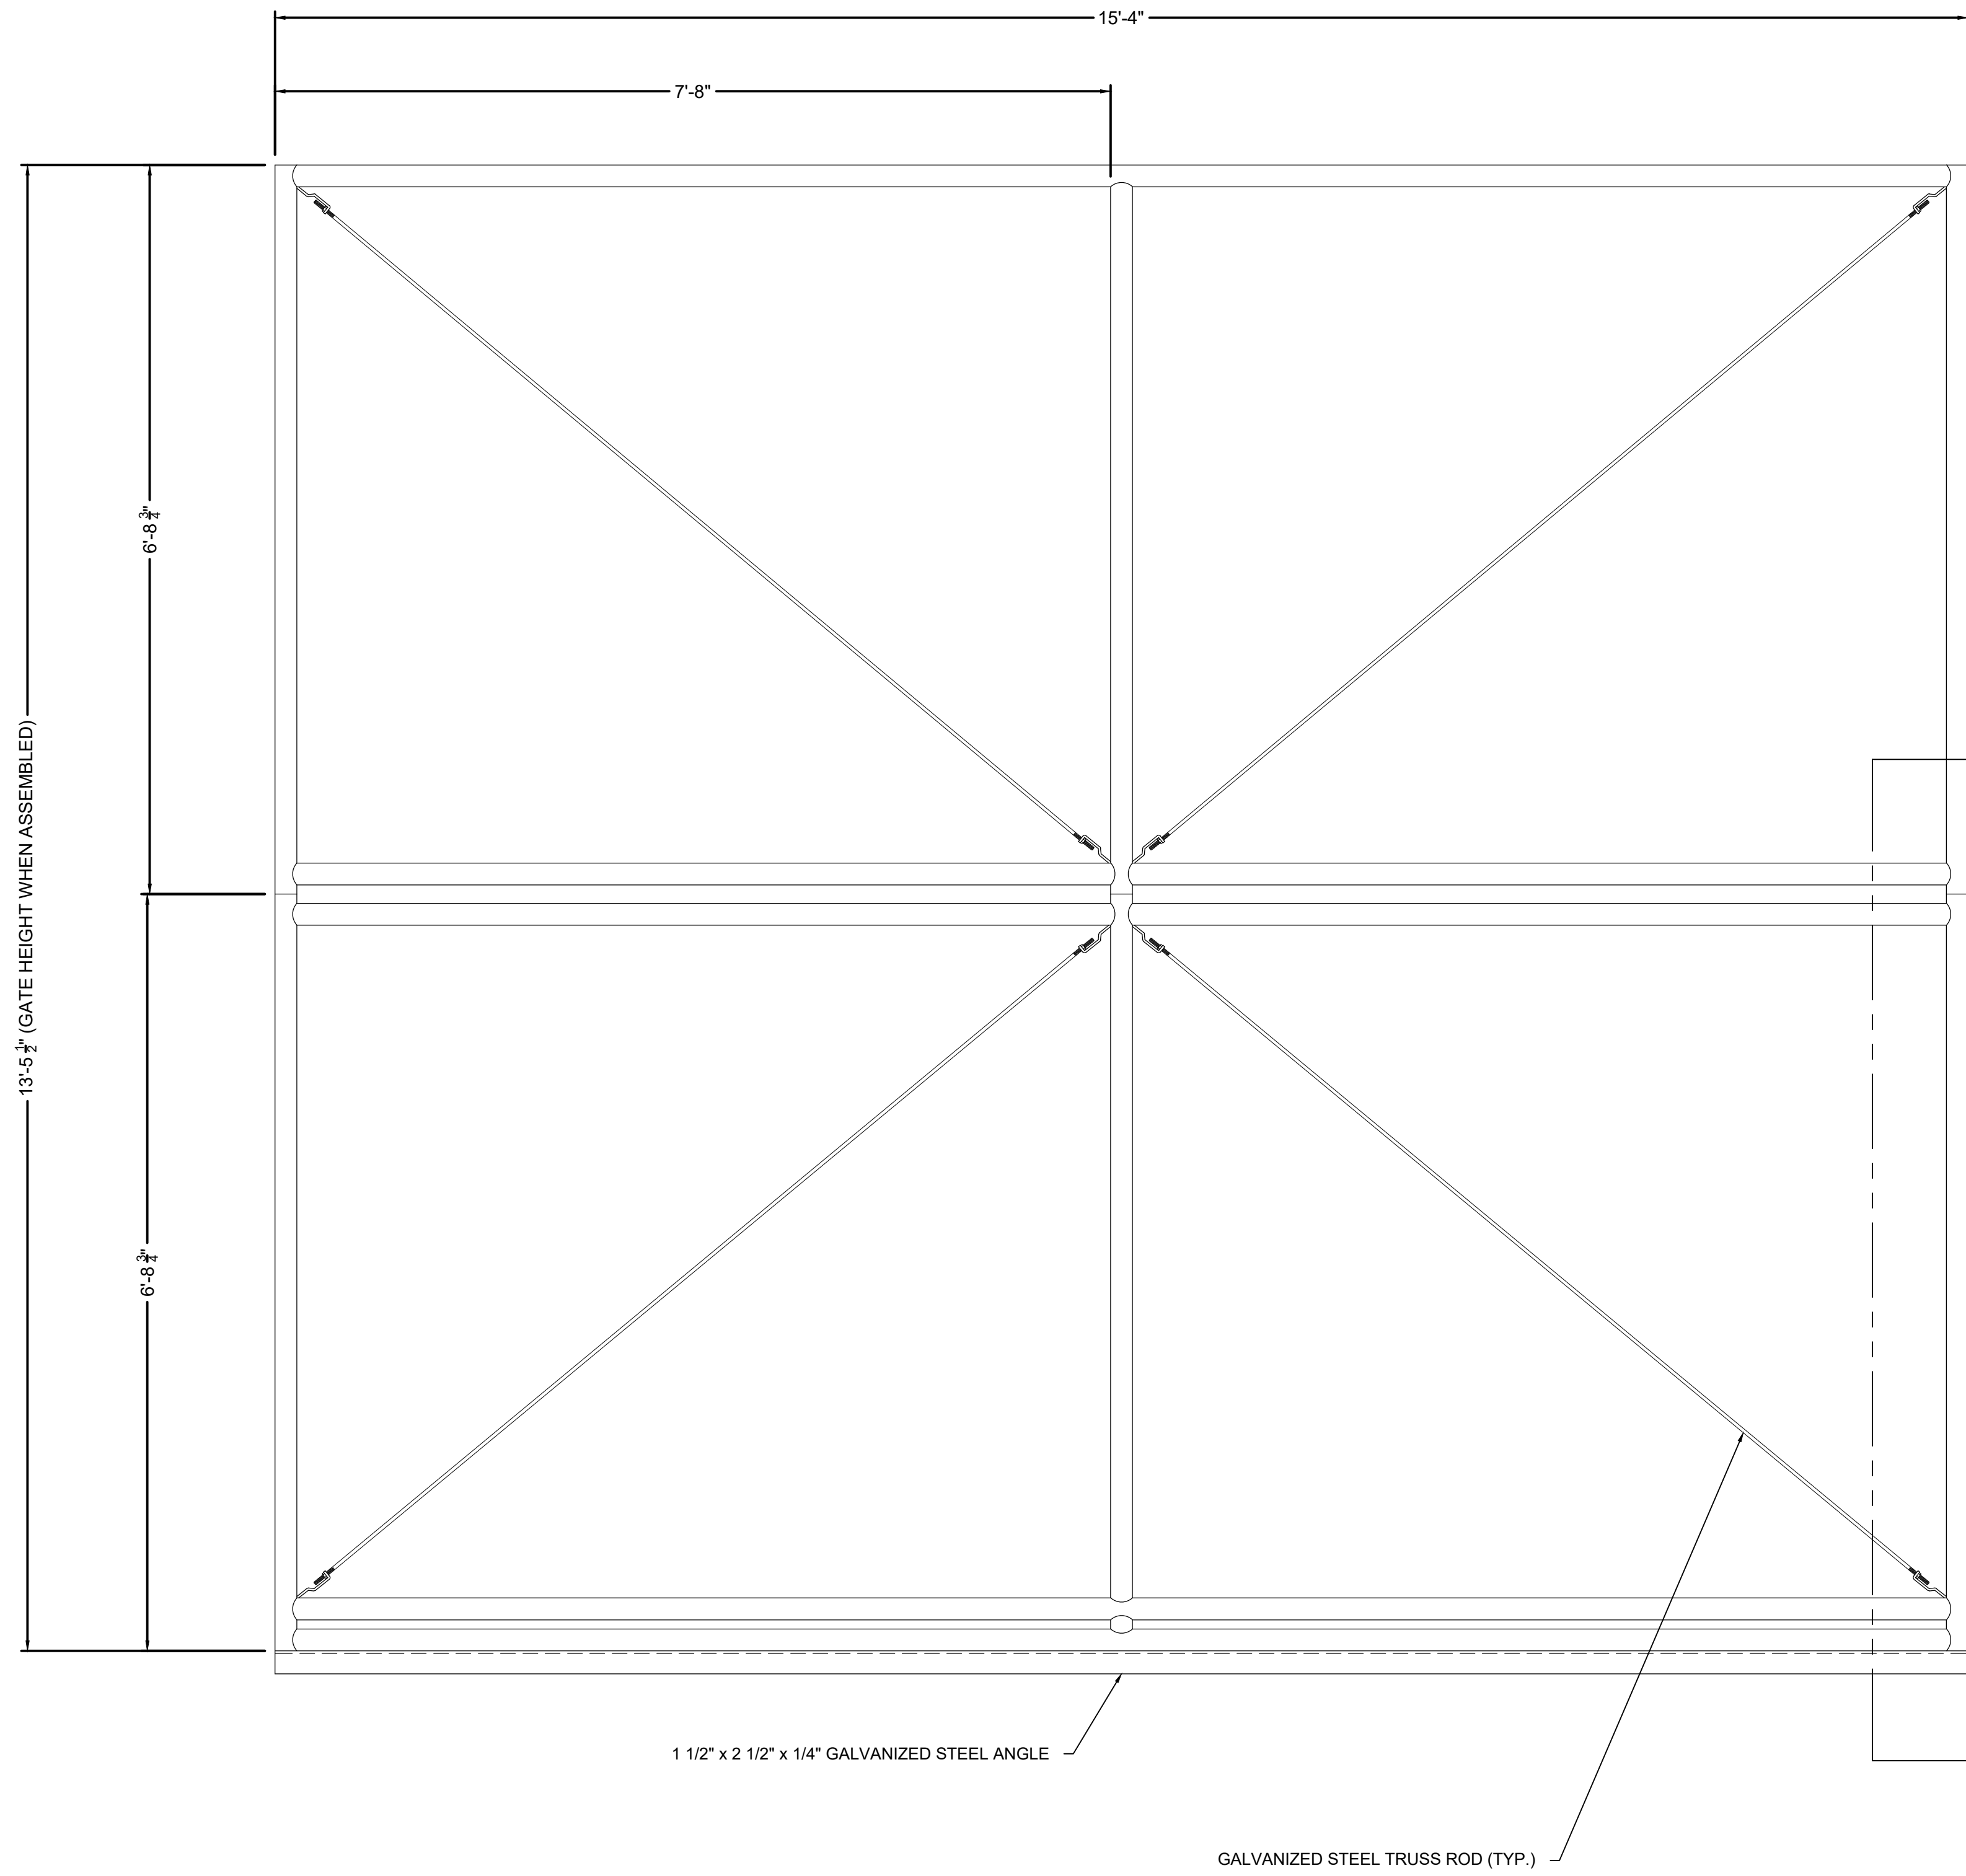 15'-4"
7'-8"
6'-8 3/4"
13'-5 1/2" (GATE HEIGHT WHEN ASSEMBLED)
6'-8 3/4"
1 1/2" x 2 1/2" x 1/4" GALVANIZED STEEL ANGLE
GALVANIZED STEEL TRUSS ROD (TYP.)